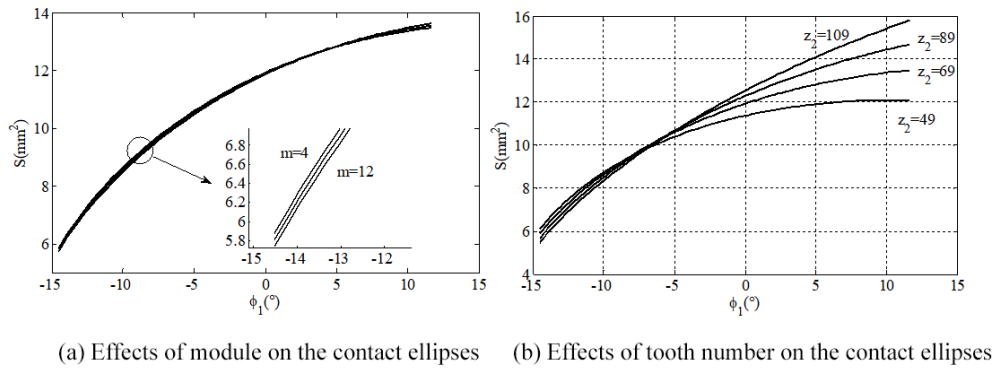 14
12
10
8
6
S(mm²)
6.8
6.6
6.4
6.2
6
5.8
m=4
m=12
-15 -14 -13 -12
-15 -10 -5 0 5 10 15
ϕ₁(°)
(a) Effects of module on the contact ellipses
16
14
12
10
8
6
4
S(mm²)
z₂=109
z₂=89
z₂=69
z₂=49
-15 -10 -5 0 5 10 15
ϕ₁(°)
(b) Effects of tooth number on the contact ellipses